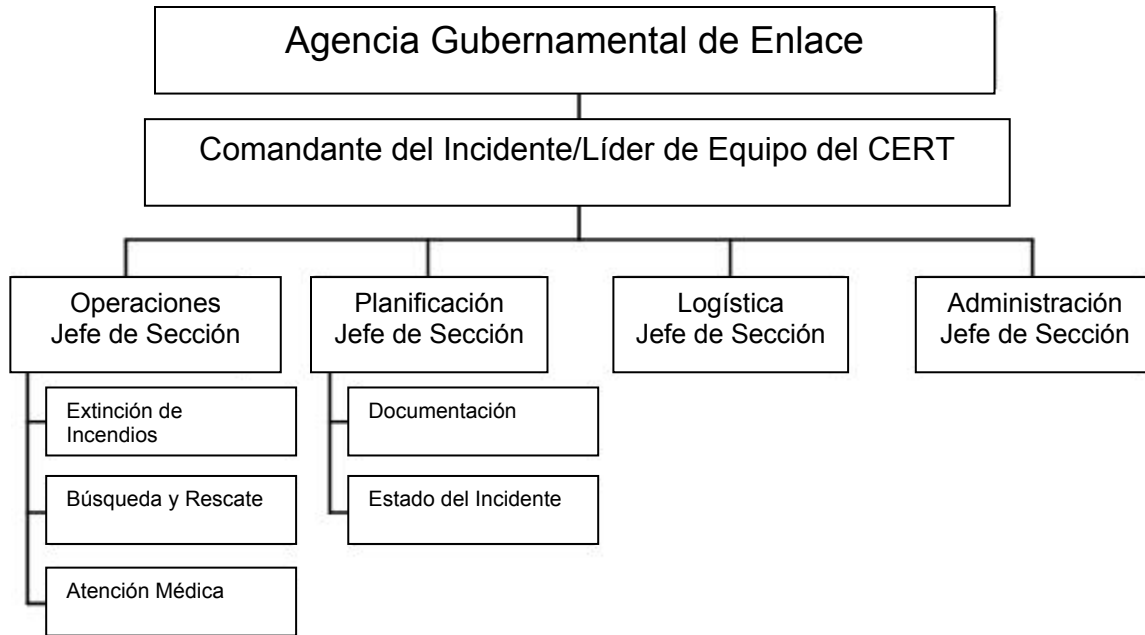 Agencia Gubernamental de Enlace
Comandante del Incidente/Líder de Equipo del CERT
Operaciones
Jefe de Sección
Planificación
Jefe de Sección
Logística
Jefe de Sección
Administración
Jefe de Sección
Extinción de
Incendios
Búsqueda y Rescate
Atención Médica
Documentación
Estado del Incidente